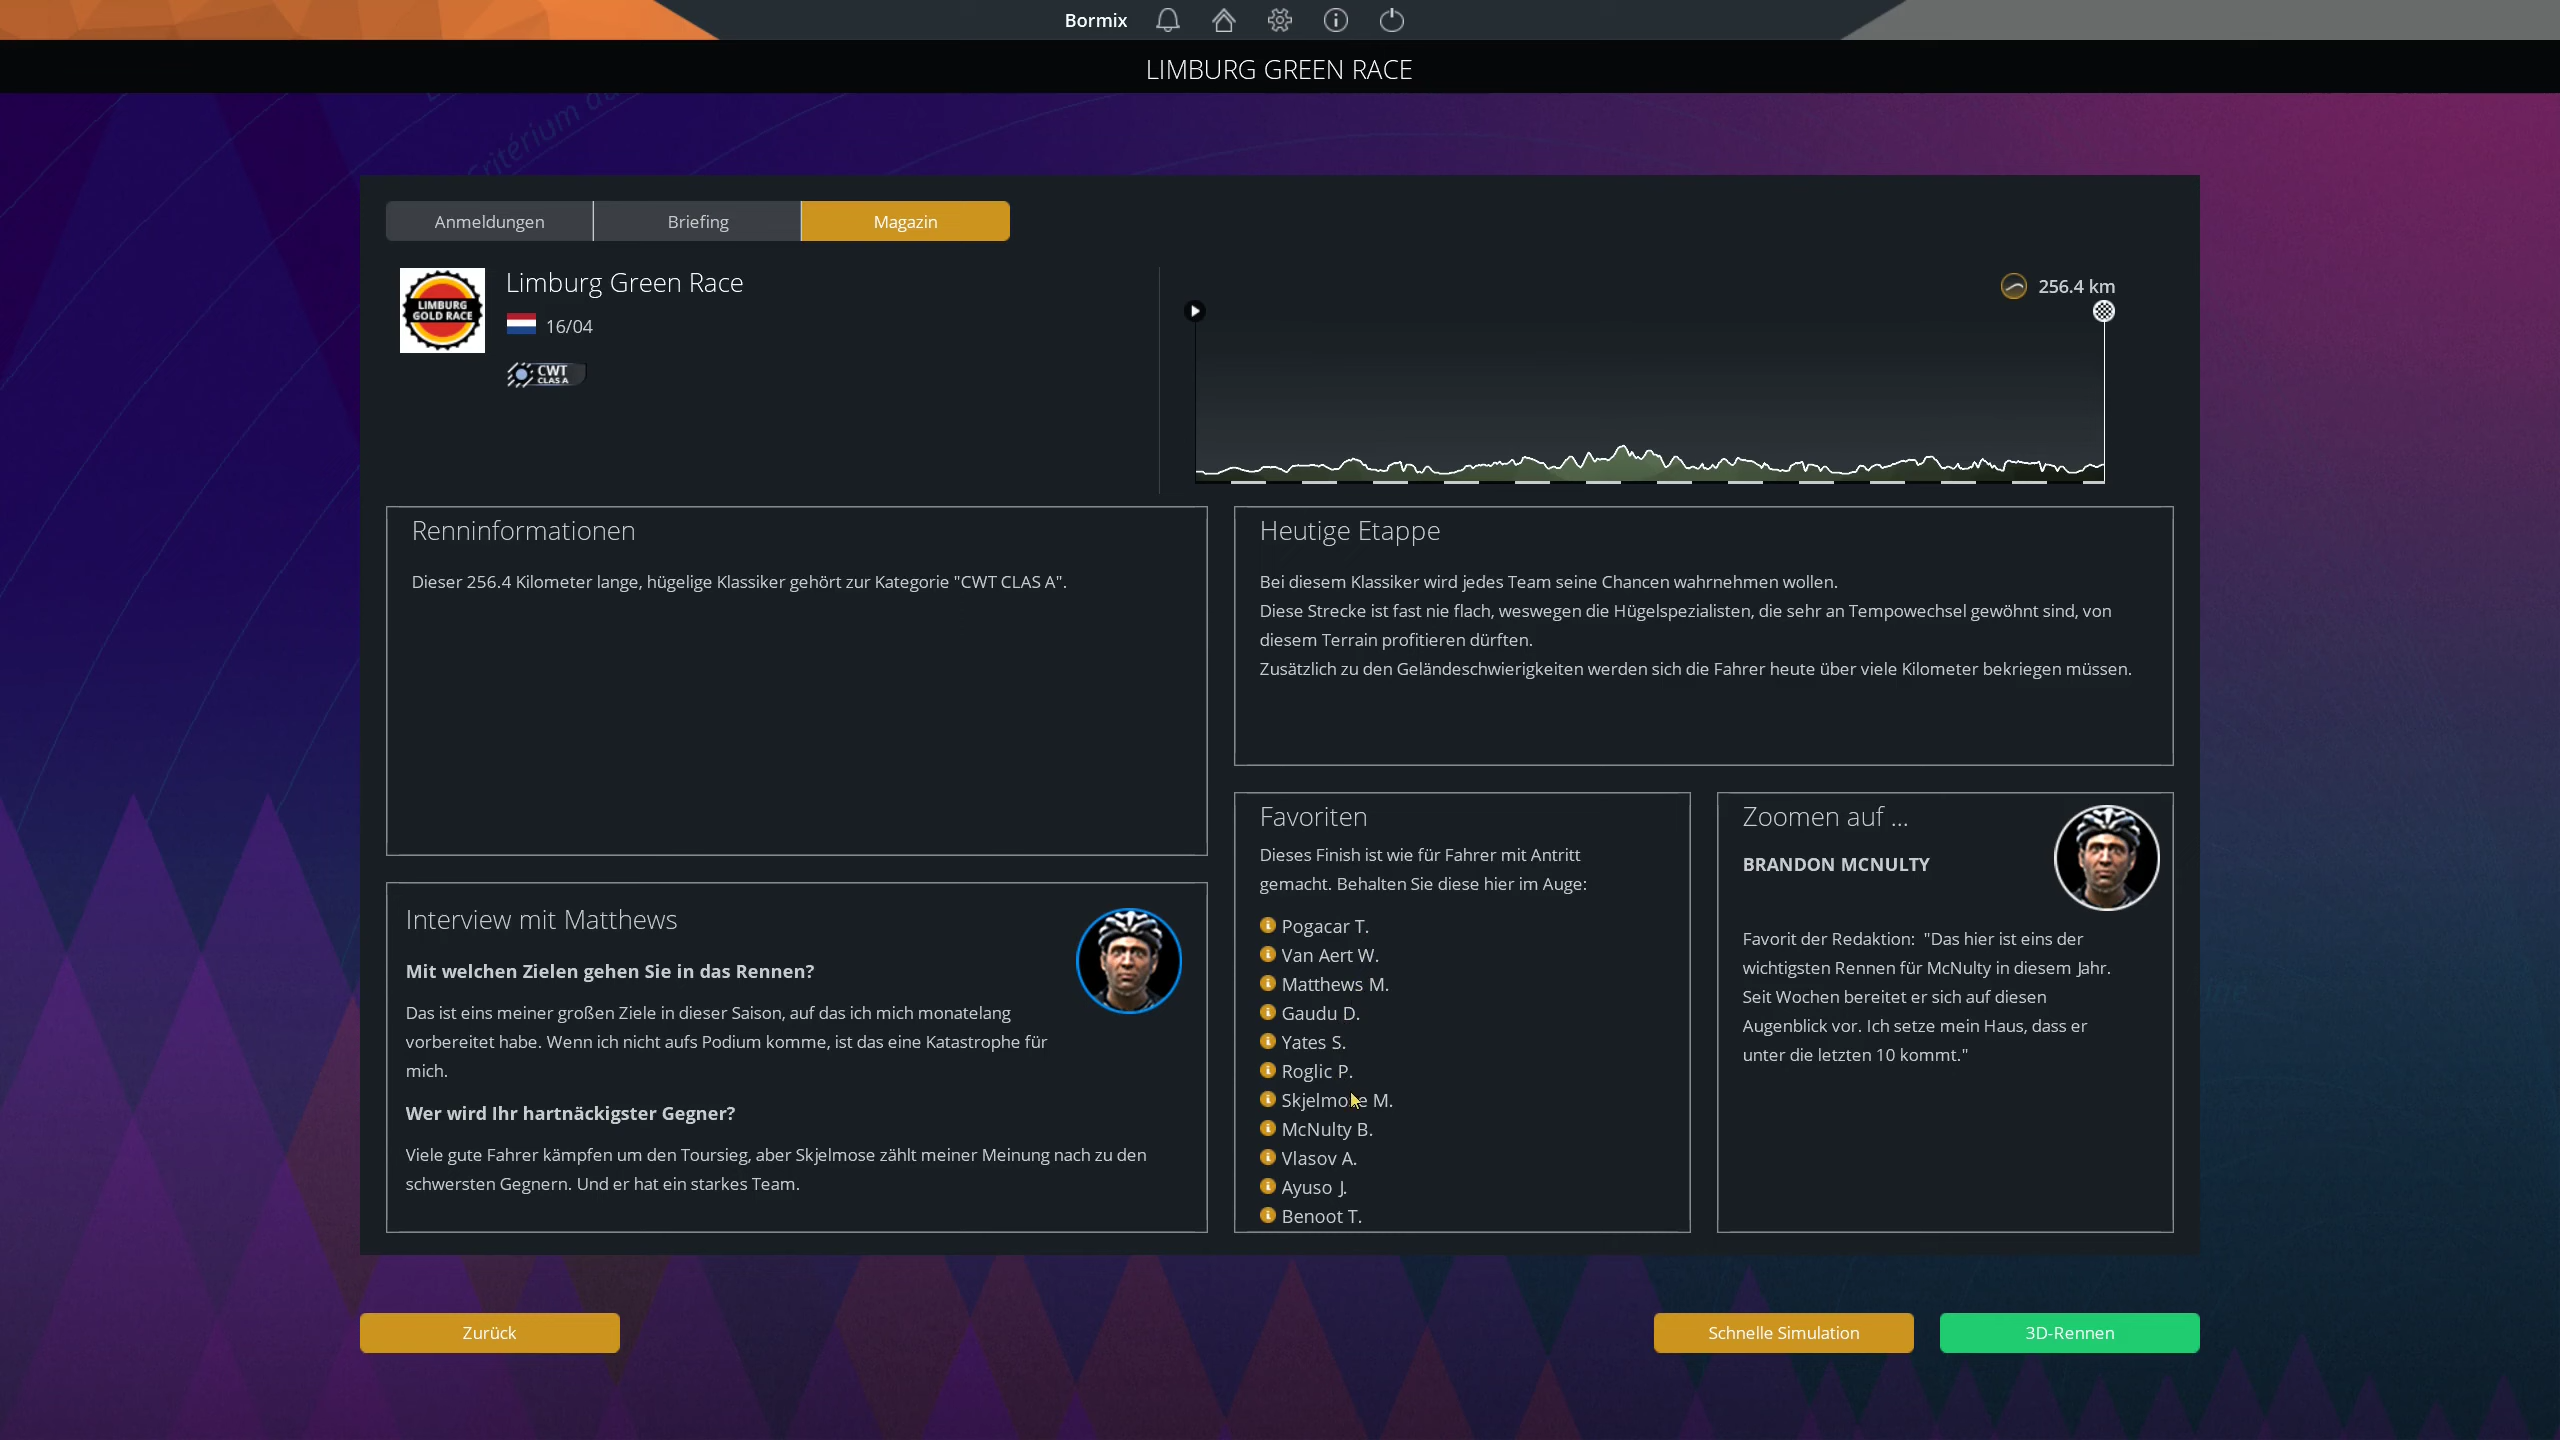 Bormix
LIMBURG GREEN RACE
Critérium du
Anmeldungen
Briefing
Magazin
LIMBURG
GOLD RACE
Limburg Green Race
16/04
CWT
CLAS A
256.4 km
Renninformationen
Dieser 256.4 Kilometer lange, hügelige Klassiker gehört zur Kategorie "CWT CLAS A".
Heutige Etappe
Bei diesem Klassiker wird jedes Team seine Chancen wahrnehmen wollen.
Diese Strecke ist fast nie flach, weswegen die Hügelspezialisten, die sehr an Tempowechsel gewöhnt sind, von
diesem Terrain profitieren dürften.
Zusätzlich zu den Geländeschwierigkeiten werden sich die Fahrer heute über viele Kilometer bekriegen müssen.
Interview mit Matthews
Mit welchen Zielen gehen Sie in das Rennen?
Das ist eins meiner großen Ziele in dieser Saison, auf das ich mich monatelang
vorbereitet habe. Wenn ich nicht aufs Podium komme, ist das eine Katastrophe für
mich.
Wer wird Ihr hartnäckigster Gegner?
Viele gute Fahrer kämpfen um den Toursieg, aber Skjelmose zählt meiner Meinung nach zu den
schwersten Gegnern. Und er hat ein starkes Team.
Favoriten
Dieses Finish ist wie für Fahrer mit Antritt
gemacht. Behalten Sie diese hier im Auge:
Pogacar T.
Van Aert W.
Matthews M.
Gaudu D.
Yates S.
Roglic P.
Skjelmose M.
McNulty B.
Vlasov A.
Ayuso J.
Benoot T.
Zoomen auf ...
BRANDON MCNULTY
Favorit der Redaktion: "Das hier ist eins der
wichtigsten Rennen für McNulty in diesem Jahr.
Seit Wochen bereitet er sich auf diesen
Augenblick vor. Ich setze mein Haus, dass er
unter die letzten 10 kommt."
Zurück
Schnelle Simulation
3D-Rennen